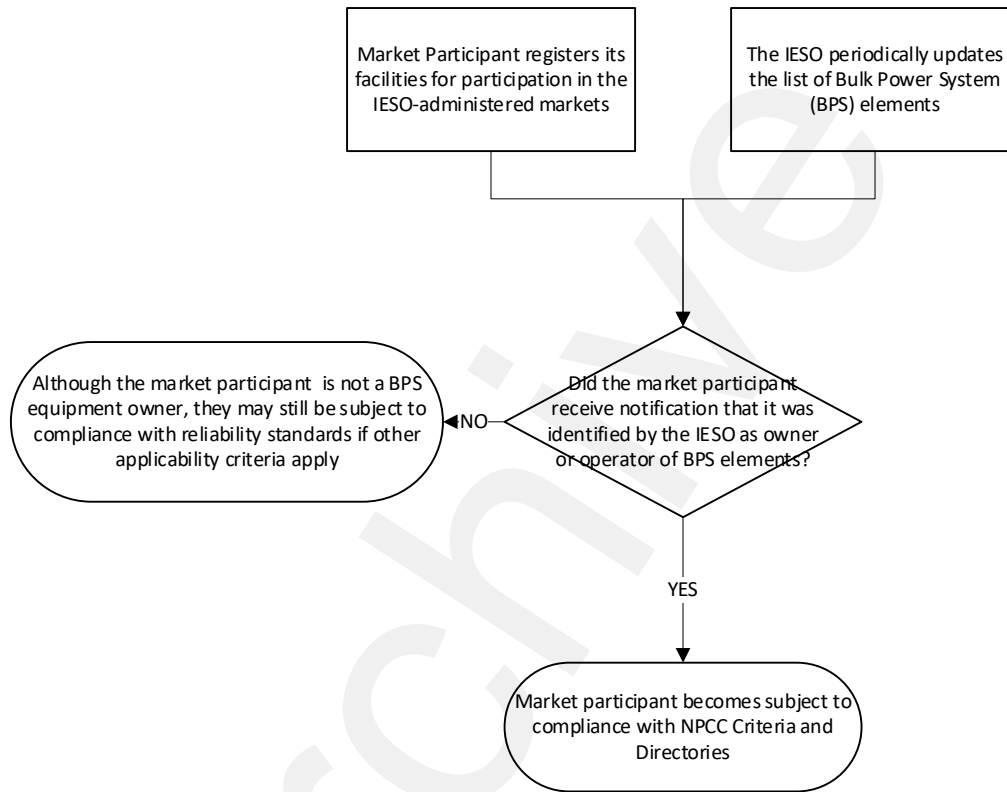 Market Participant registers its
facilities for participation in the
IESO-administered markets
The IESO periodically updates
the list of Bulk Power System
(BPS) elements
Although the market participant is not a BPS
equipment owner, they may still be subject to
compliance with reliability standards if other
applicability criteria apply
NO
Did the market participant
receive notification that it was
identified by the IESO as owner
or operator of BPS elements?
YES
Market participant becomes subject to
compliance with NPCC Criteria and
Directories